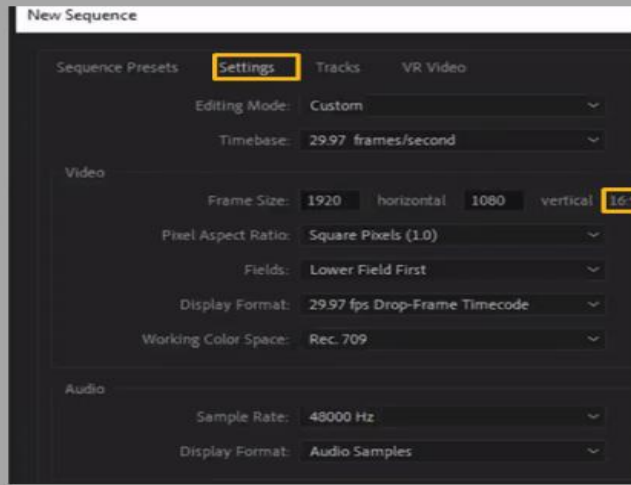 New Sequence
Sequence Presets Settings Tracks VR Video
Editing Mode: Custom
Timebase: 29.97 frames/second
Video
Frame Size: 1920 horizontal 1080 vertical 16:
Pixel Aspect Ratio: Square Pixels (1.0)
Fields: Lower Field First
Display Format: 29.97 fps Drop-Frame Timecode
Working Color Space: Rec. 709
Audio
Sample Rate: 48000 Hz
Display Format: Audio Samples